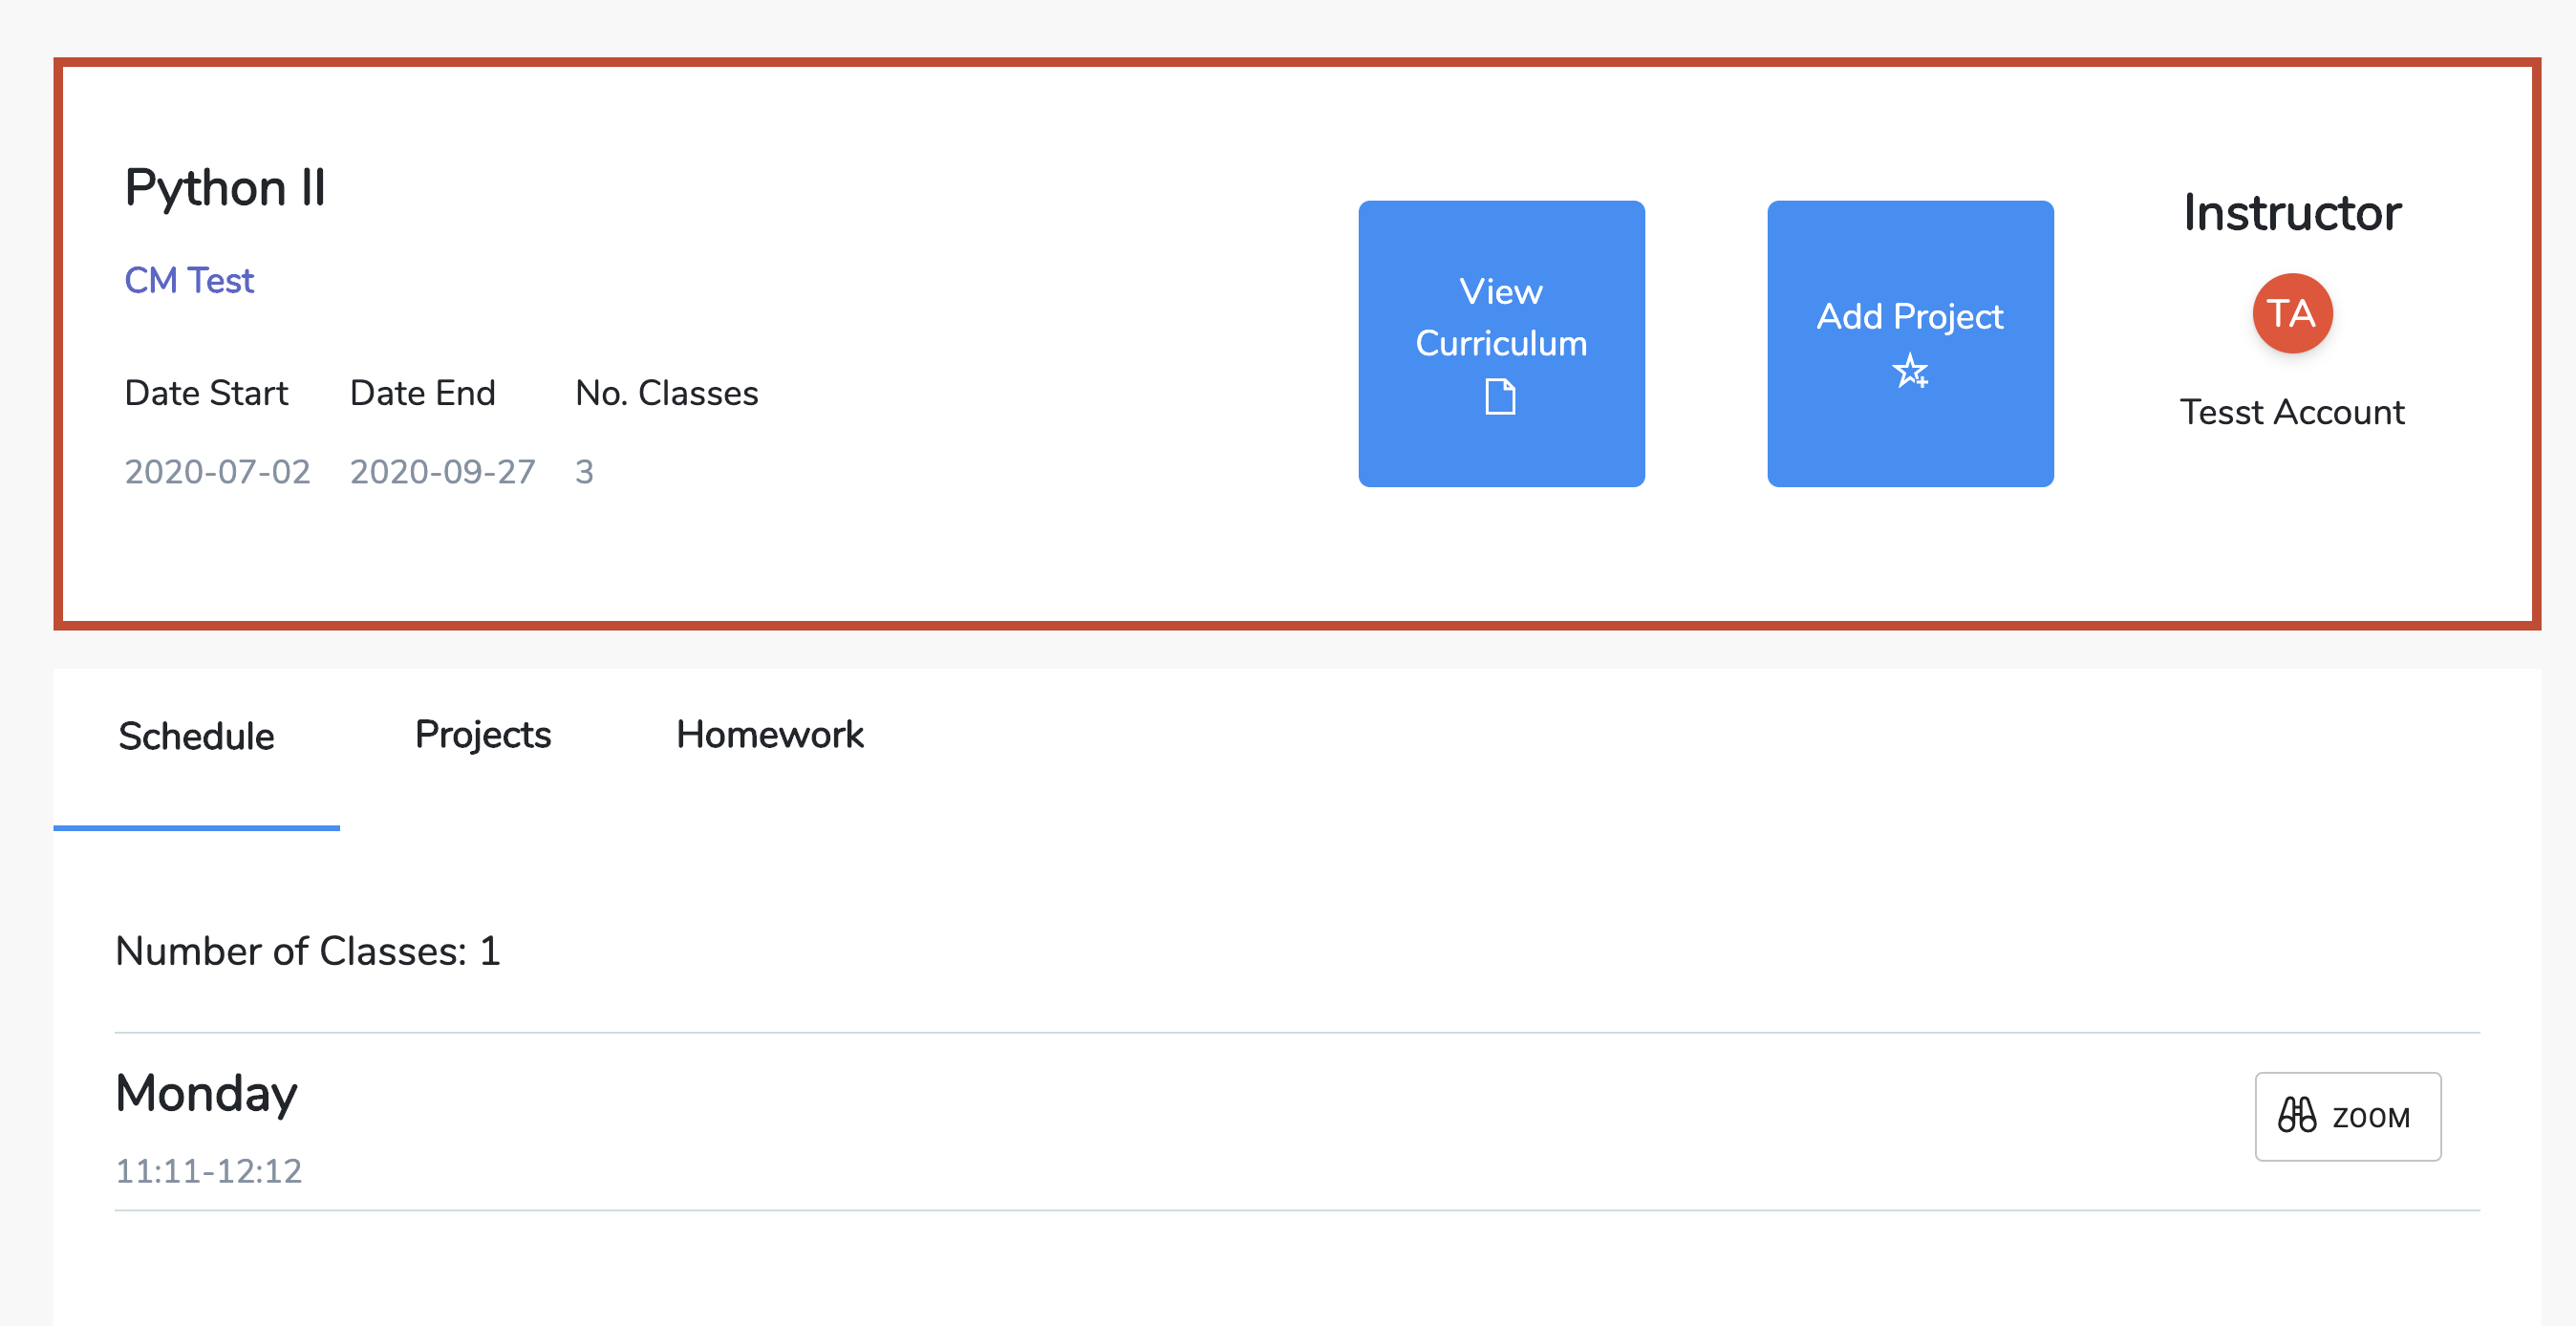 Python II
CM Test
Date Start Date End No. Classes
2020-07-02 2020-09-27 3
View
Curriculum
Add Project
Instructor
TA
Tesst Account
Schedule Projects Homework
Number of Classes: 1
Monday
11:11-12:12
ZOOM